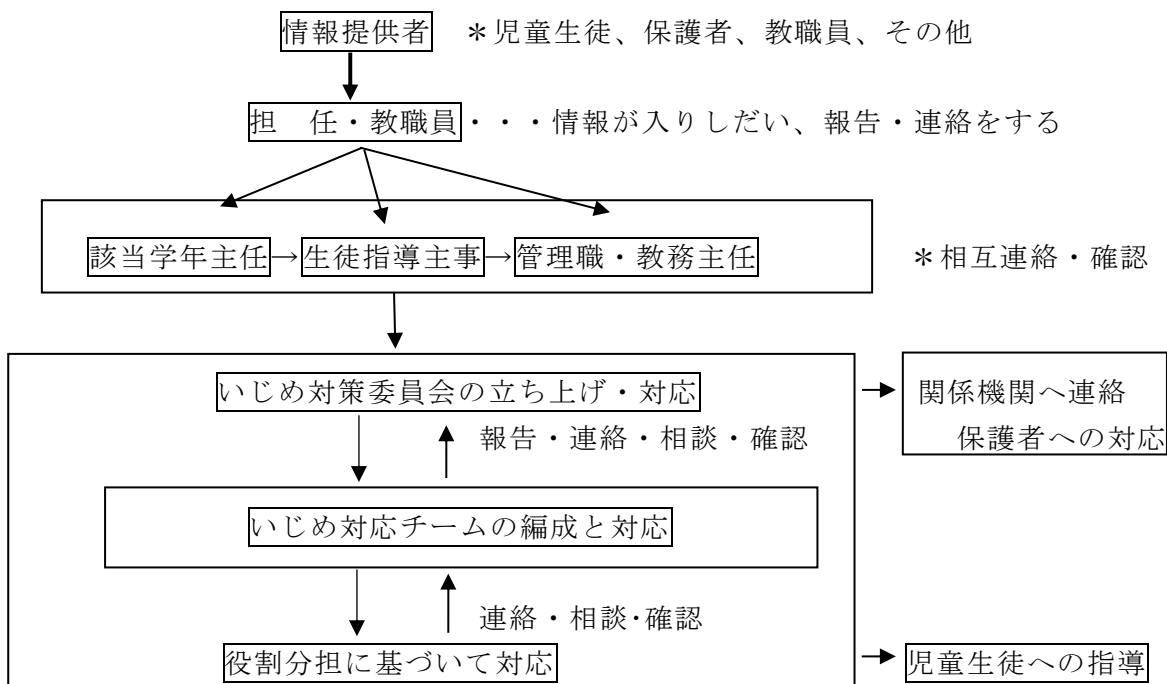 情報提供者 ＊児童生徒、保護者、教職員、その他
担　任・教職員・・・情報が入りしだい、報告・連絡をする
該当学年主任→生徒指導主事→管理職・教務主任 ＊相互連絡・確認
いじめ対策委員会の立ち上げ・対応
関係機関へ連絡
保護者への対応
報告・連絡・相談・確認
いじめ対応チームの編成と対応
連絡・相談・確認
役割分担に基づいて対応
児童生徒への指導